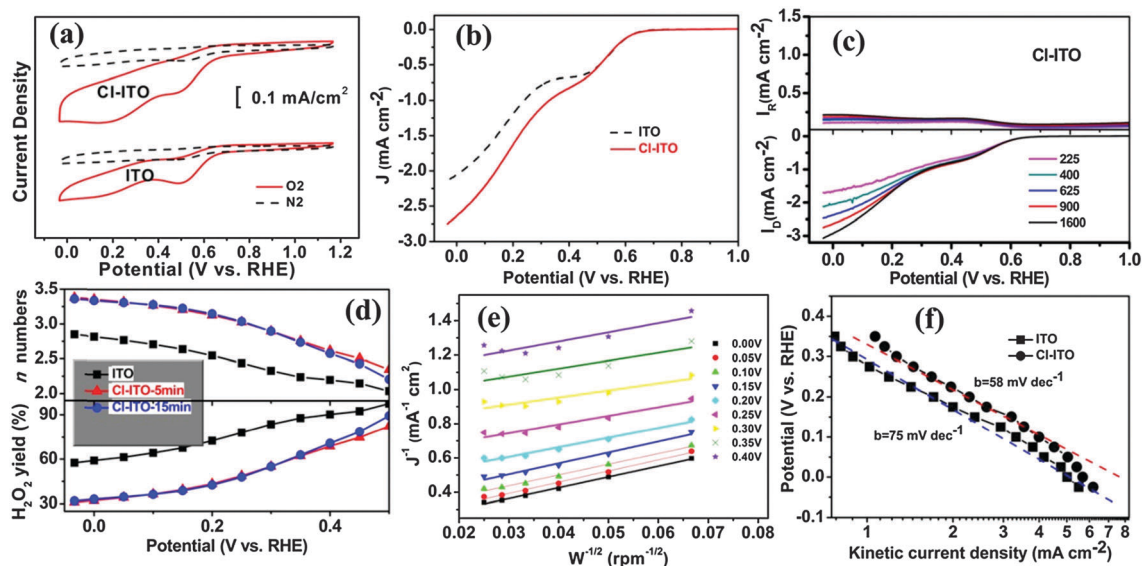 (a)
Cl-ITO
[ 0.1 mA/cm2
ITO
O2
N2
Current Density
0.0 0.2 0.4 0.6 0.8 1.0 1.2
Potential (V vs. RHE)
(b)
0.0
-0.5
-1.0
-1.5
-2.0
-2.5
-3.0
J (mA cm-2)
ITO
Cl-ITO
0.0 0.2 0.4 0.6 0.8 1.0
Potential (V vs. RHE)
(c)
Cl-ITO
1.5
1.0
0.5
IR(mA cm-2)
0
-1
-2
-3
ID(mA cm-2)
225
400
625
900
1600
0.0 0.2 0.4 0.6 0.8 1.0
Potential (V vs. RHE)
(d)
3.5
3.0
2.5
2.0
n numbers
ITO
Cl-ITO-5min
Cl-ITO-15min
90
60
30
H2O2 yield (%)
0.0 0.2 0.4
Potential (V vs. RHE)
(e)
1.4
1.2
1.0
0.8
0.6
0.4
J-1 (mA-1 cm2)
0.00V
0.05V
0.10V
0.15V
0.20V
0.25V
0.30V
0.35V
0.40V
0.02 0.03 0.04 0.05 0.06 0.07 0.08
W-1/2 (rpm-1/2)
(f)
0.4
0.3
0.2
0.1
0.0
-0.1
Potential (V vs. RHE)
ITO
Cl-ITO
b=58 mV dec-1
b=75 mV dec-1
1 2 3 4 5 6 7 8
Kinetic current density (mA cm-2)